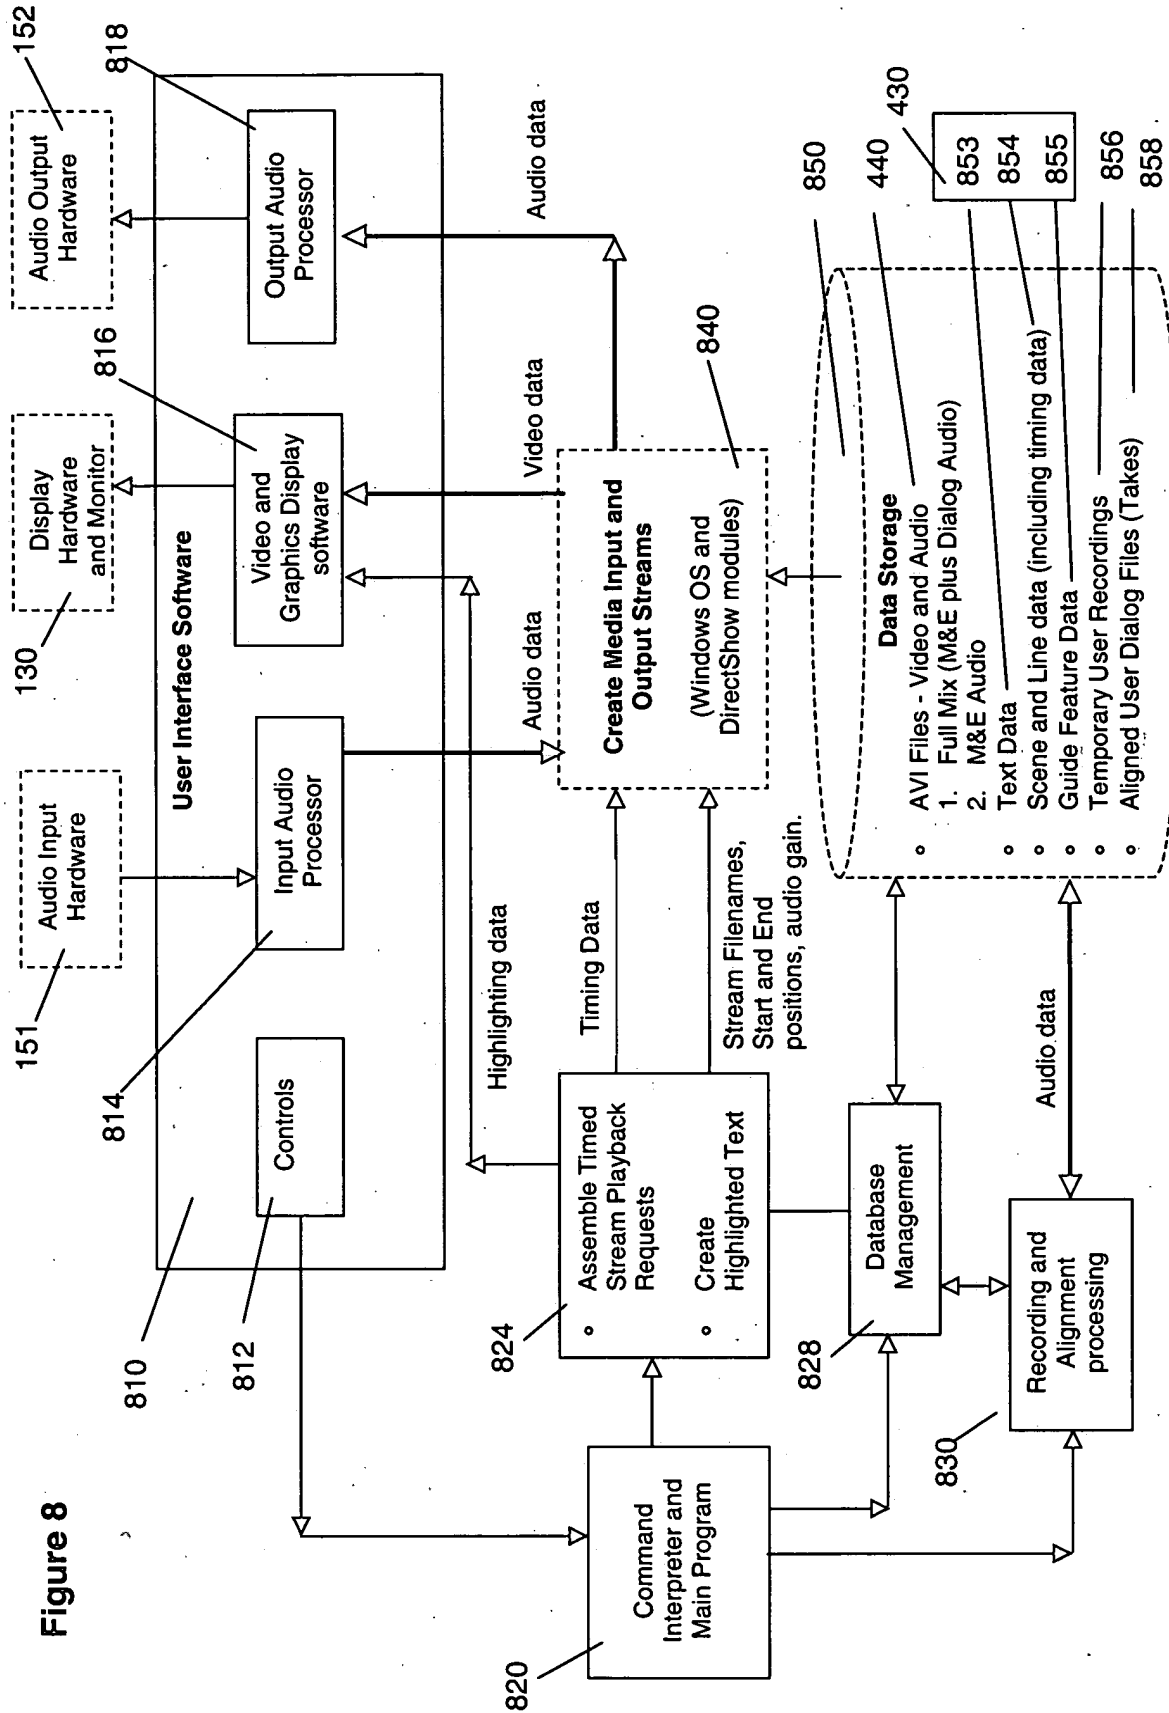 Figure 8
151
Audio Input
Hardware
130
Display
Hardware
and Monitor
Audio Output
Hardware
152
810
812
814
User Interface Software
816
818
Controls
Input Audio
Processor
Video and
Graphics Display
software
Output Audio
Processor
Highlighting data
Audio data
Video data
Audio data
820
Command
Interpreter and
Main Program
824
Assemble Timed
Stream Playback
Requests
Create
Highlighted Text
Timing Data
Stream Filenames,
Start and End
positions, audio gain.
Create Media Input and
Output Streams
(Windows OS and
DirectShow modules)
840
828
Database
Management
830
Recording and
Alignment
processing
Audio data
850
Data Storage
AVI Files - Video and Audio
1. Full Mix (M&E plus Dialog Audio)
2. M&E Audio
Text Data
Scene and Line data (including timing data)
Guide Feature Data
Temporary User Recordings
Aligned User Dialog Files (Takes)
440
430
853
854
855
856
858